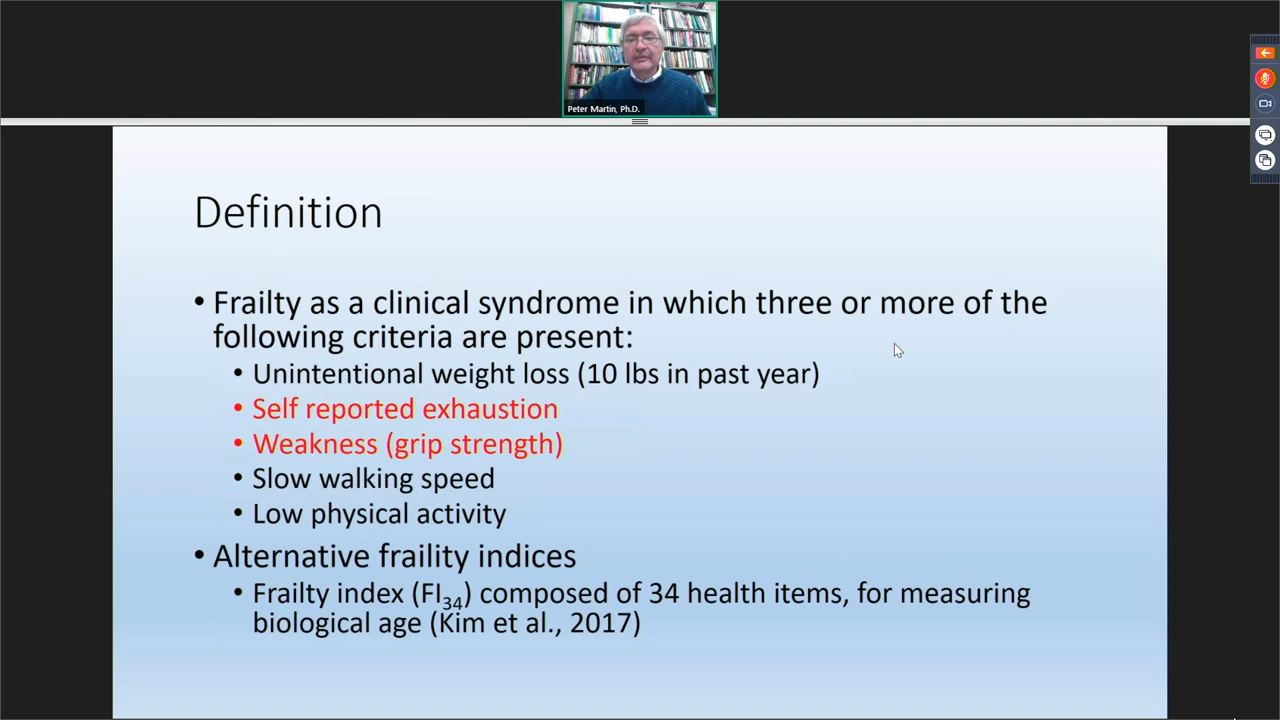 Peter Martin, Ph.D.
Definition
• Frailty as a clinical syndrome in which three or more of the
following criteria are present:
• Unintentional weight loss (10 lbs in past year)
• Self reported exhaustion
• Weakness (grip strength)
• Slow walking speed
• Low physical activity
• Alternative fraility indices
• Frailty index (FI34) composed of 34 health items, for measuring
biological age (Kim et al., 2017)